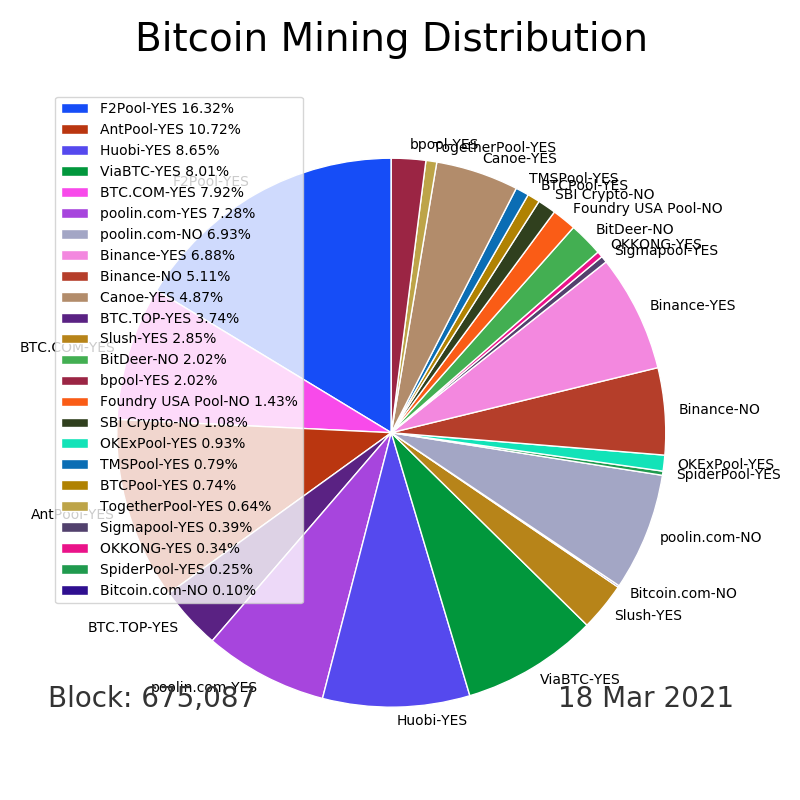 Bitcoin Mining Distribution
F2Pool-YES 16.32%
AntPool-YES 10.72%
Huobi-YES 8.65%
ViaBTC-YES 8.01%
BTC.COM-YES 7.92%
poolin.com-YES 7.28%
poolin.com-NO 6.93%
Binance-YES 6.88%
Binance-NO 5.11%
Canoe-YES 4.87%
BTC.TOP-YES 3.74%
Slush-YES 2.85%
BitDeer-NO 2.02%
bpool-YES 2.02%
Foundry USA Pool-NO 1.43%
SBI Crypto-NO 1.08%
OKExPool-YES 0.93%
TMSPool-YES 0.79%
BTCPool-YES 0.74%
TogetherPool-YES 0.64%
Sigmapool-YES 0.39%
OKKONG-YES 0.34%
SpiderPool-YES 0.25%
Bitcoin.com-NO 0.10%
bpool-YES
TogetherPool-YES
Canoe-YES
TMSPool-YES
BTCPool-YES
SBI Crypto-NO
Foundry USA Pool-NO
BitDeer-NO
OKKONG-YES
Sigmapool-YES
Binance-YES
Binance-NO
OKExPool-YES
SpiderPool-YES
poolin.com-NO
Bitcoin.com-NO
Slush-YES
ViaBTC-YES
Huobi-YES
poolin.com-YES
BTC.TOP-YES
AntPool-YES
BTC.COM-YES
F2Pool-YES
Block: 675,087
18 Mar 2021